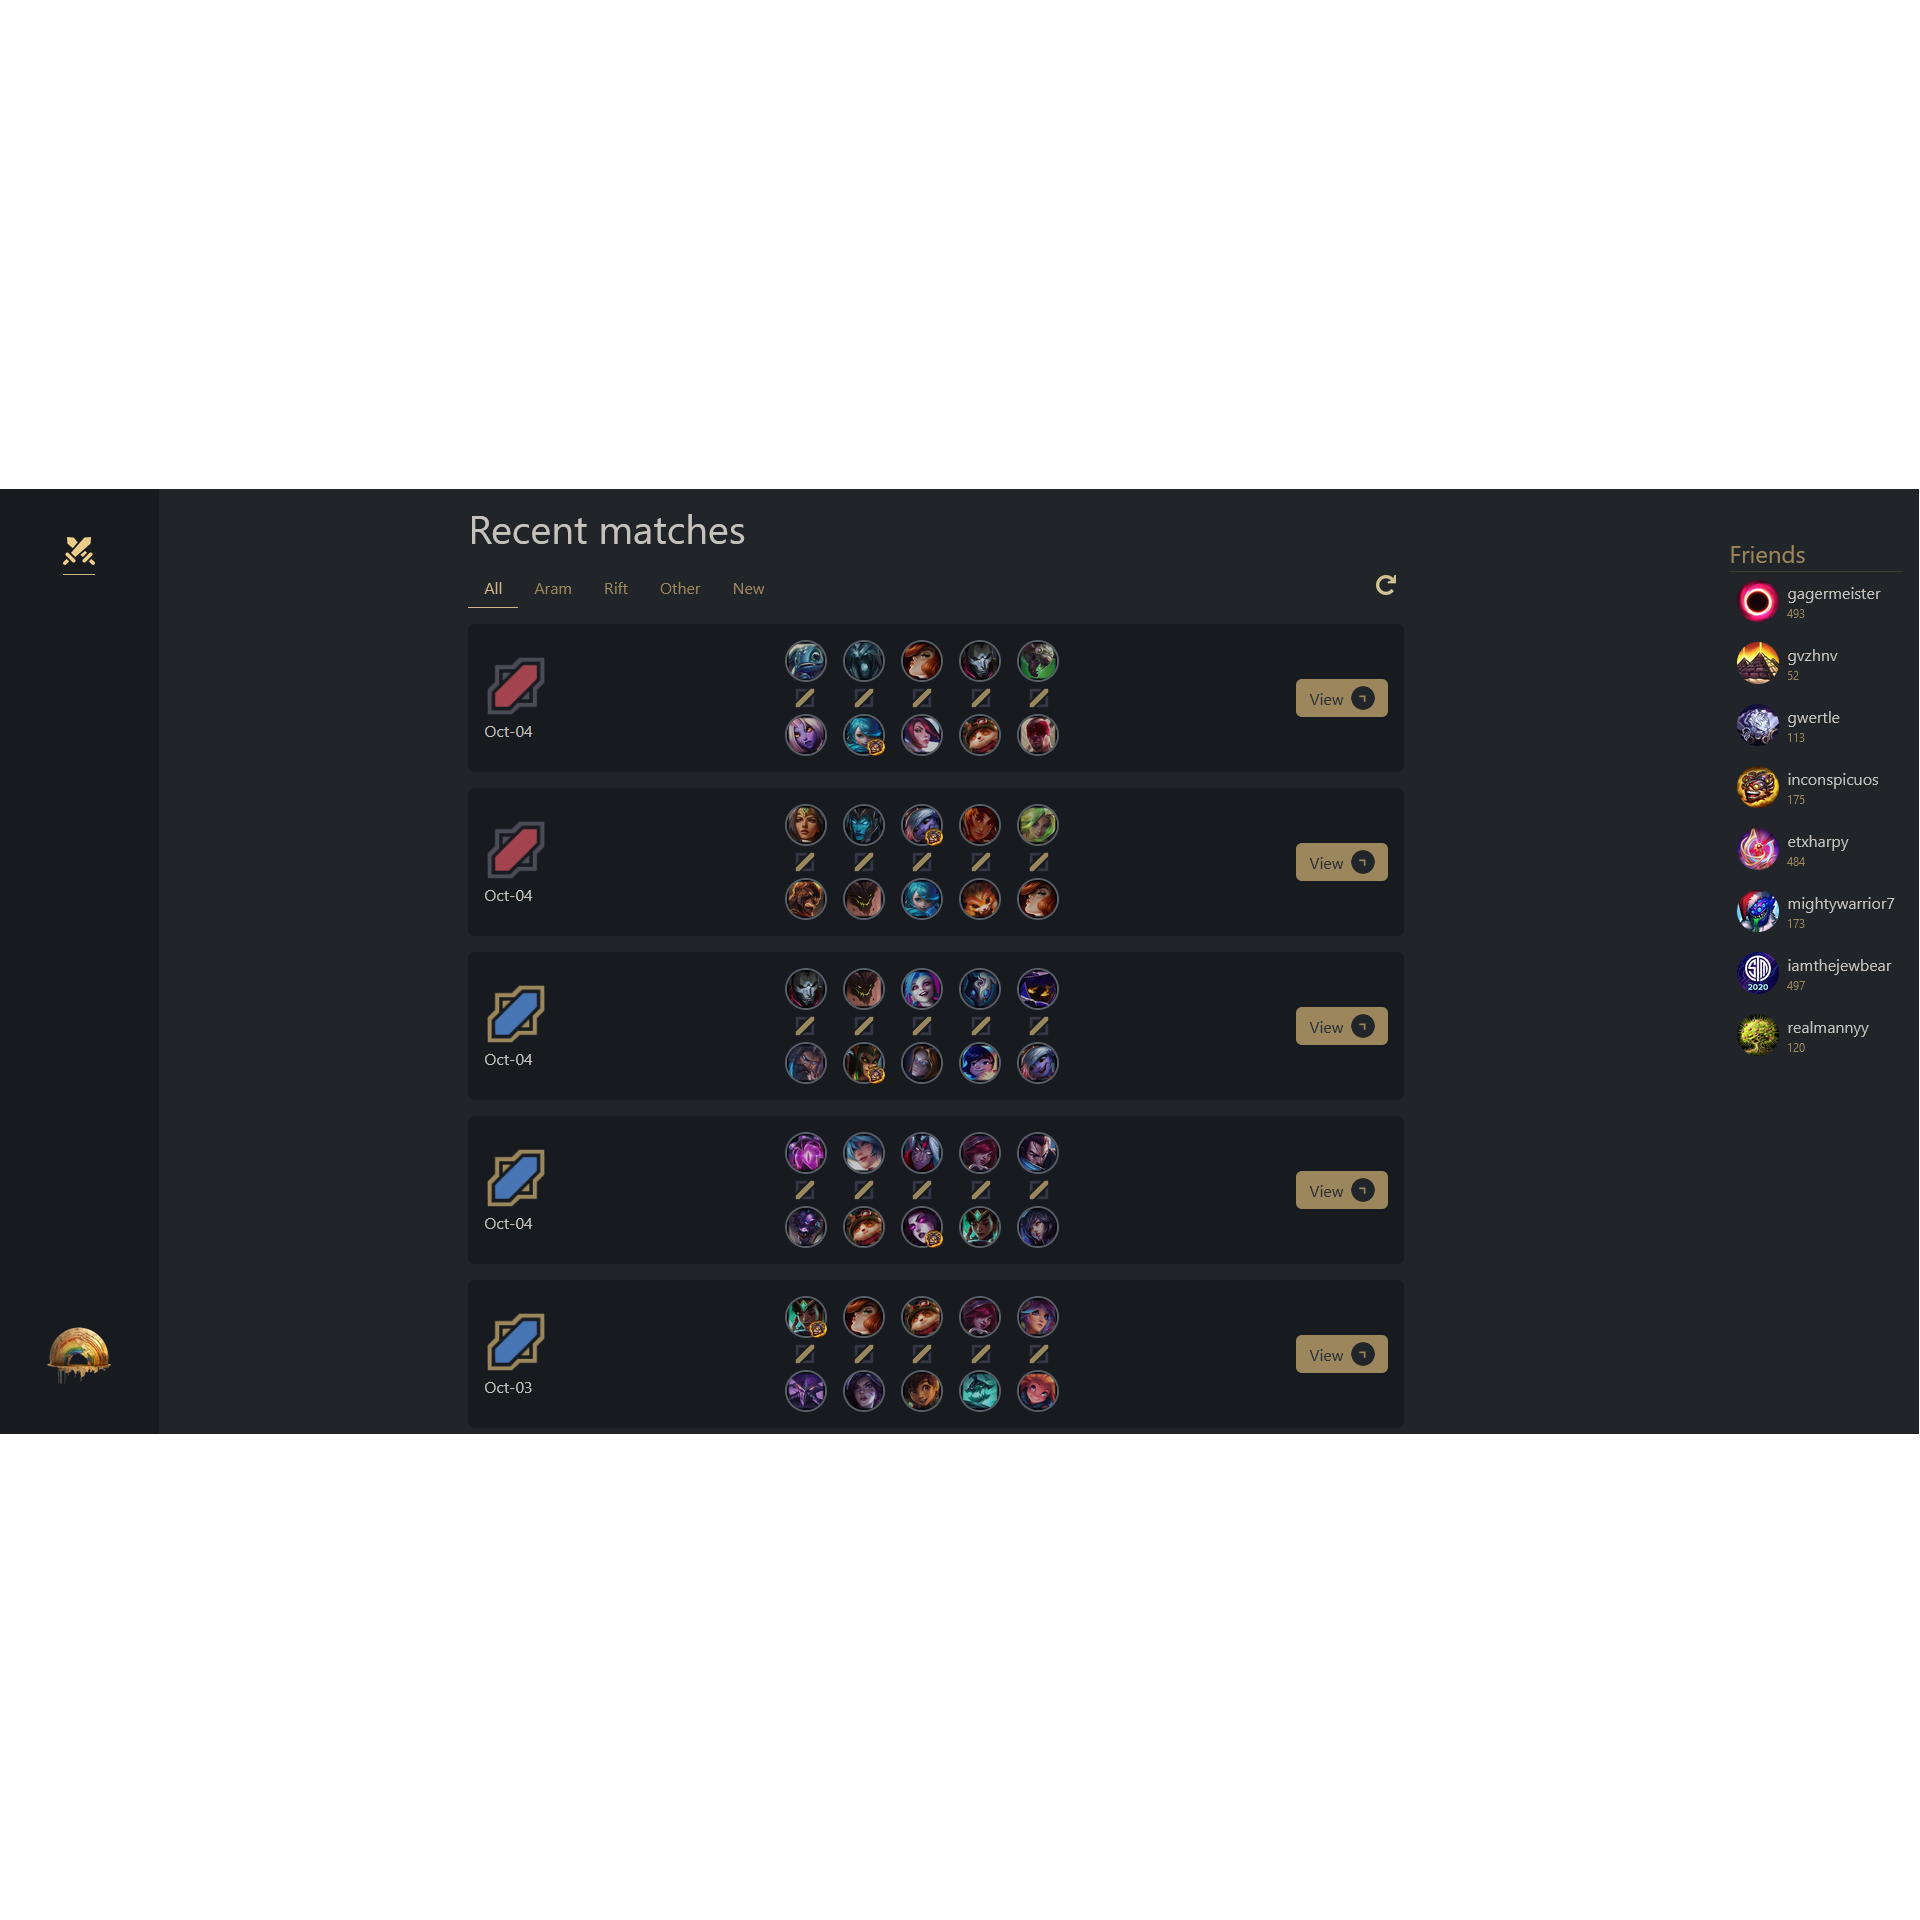 Recent matches
All Aram Rift Other New
Oct-04
View
Oct-04
View
Oct-04
View
Oct-04
View
Oct-03
View
Friends
gagermeister
493
gvzhnv
52
gwertle
113
inconspicuos
175
etxharpy
484
mightywarrior7
173
iamthejewbear
497
realmannyy
120
2020